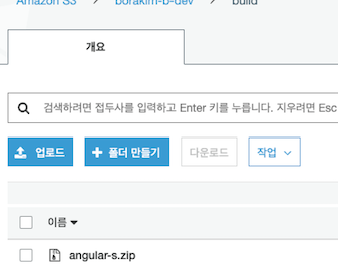 Amazon S3 > borakim-b-dev > build
개요
검색하려면 접두사를 입력하고 Enter 키를 누릅니다. 지우려면 Esc
업로드 + 폴더 만들기 다운로드 작업
이름
angular-s.zip